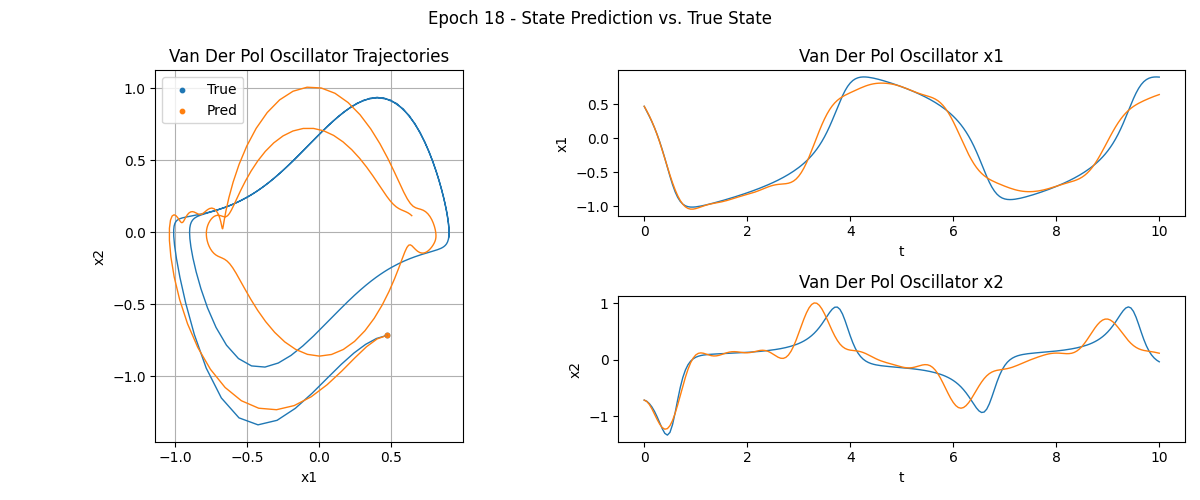 Epoch 18 - State Prediction vs. True State
Van Der Pol Oscillator Trajectories
True
Pred
1.0
0.5
0.0
−0.5
−1.0
x2
−1.0
−0.5
0.0
0.5
x1
Van Der Pol Oscillator x1
0.5
0.0
−0.5
−1.0
x1
0
2
4
6
8
10
t
Van Der Pol Oscillator x2
1
0
−1
x2
0
2
4
6
8
10
t